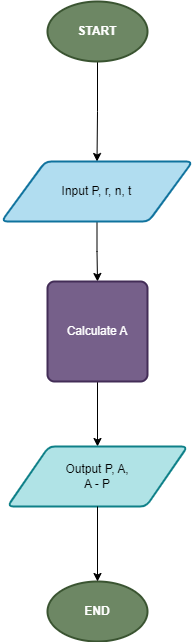 START
Input P, r, n, t
Calculate A
Output P, A,
A - P
END